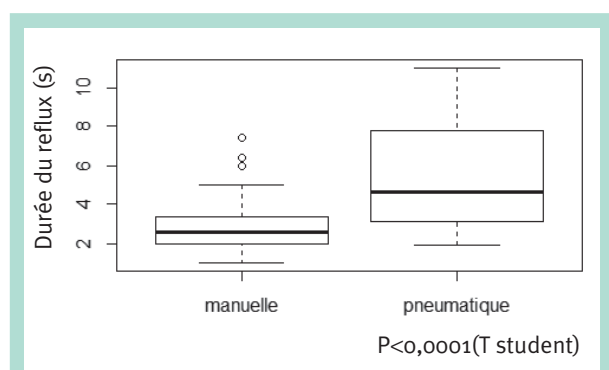 Durée du reflux (s)
10
8
6
4
2
manuelle pneumatique
P<0,0001(T student)